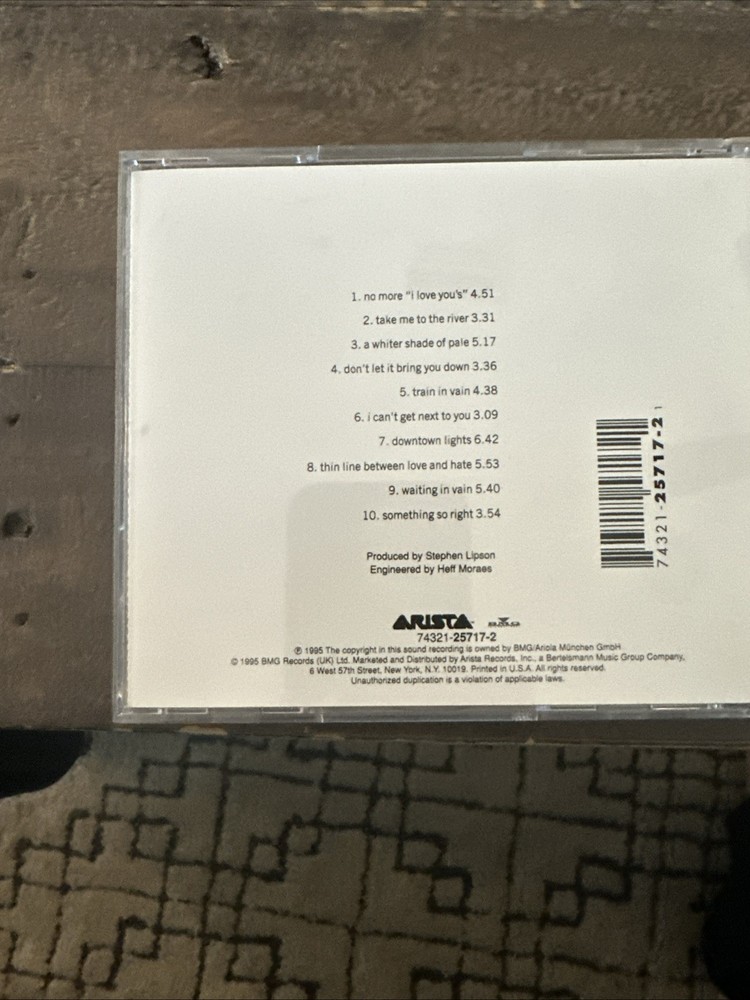 1. no more "i love you's" 4.51
2. take me to the river 3.31
3. a whiter shade of pale 5.17
4. don't let it bring you down 3.36
5. train in vain 4.38
6. i can't get next to you 3.09
7. downtown lights 6.42
8. thin line between love and hate 5.53
9. waiting in vain 5.40
10. something so right 3.54
Produced by Stephen Lipson
Engineered by Heff Moraes
ARISTA BMG
74321-25717-2
℗ 1995 The copyright in this sound recording is owned by BMG/Ariola München GmbH
© 1995 BMG Records (UK) Ltd. Marketed and Distributed by Arista Records, Inc., a Bertelsmann Music Group Company,
6 West 57th Street, New York, N.Y. 10019. Printed in U.S.A. All rights reserved.
Unauthorized duplication is a violation of applicable laws.
74321-25717-2 1